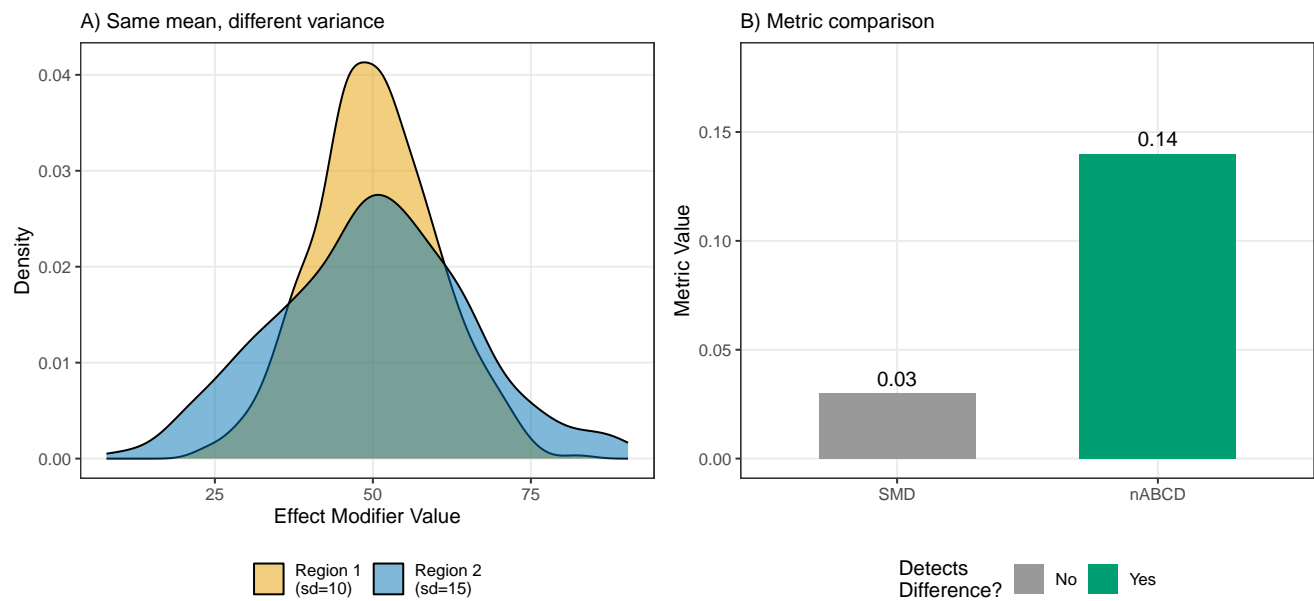 A) Same mean, different variance
Density
0.04
0.03
0.02
0.01
0.00
25
50
75
Effect Modifier Value
Region 1
(sd=10)
Region 2
(sd=15)
B) Metric comparison
Metric Value
0.15
0.10
0.05
0.00
0.03
0.14
SMD
nABCD
Detects
Difference?
No
Yes